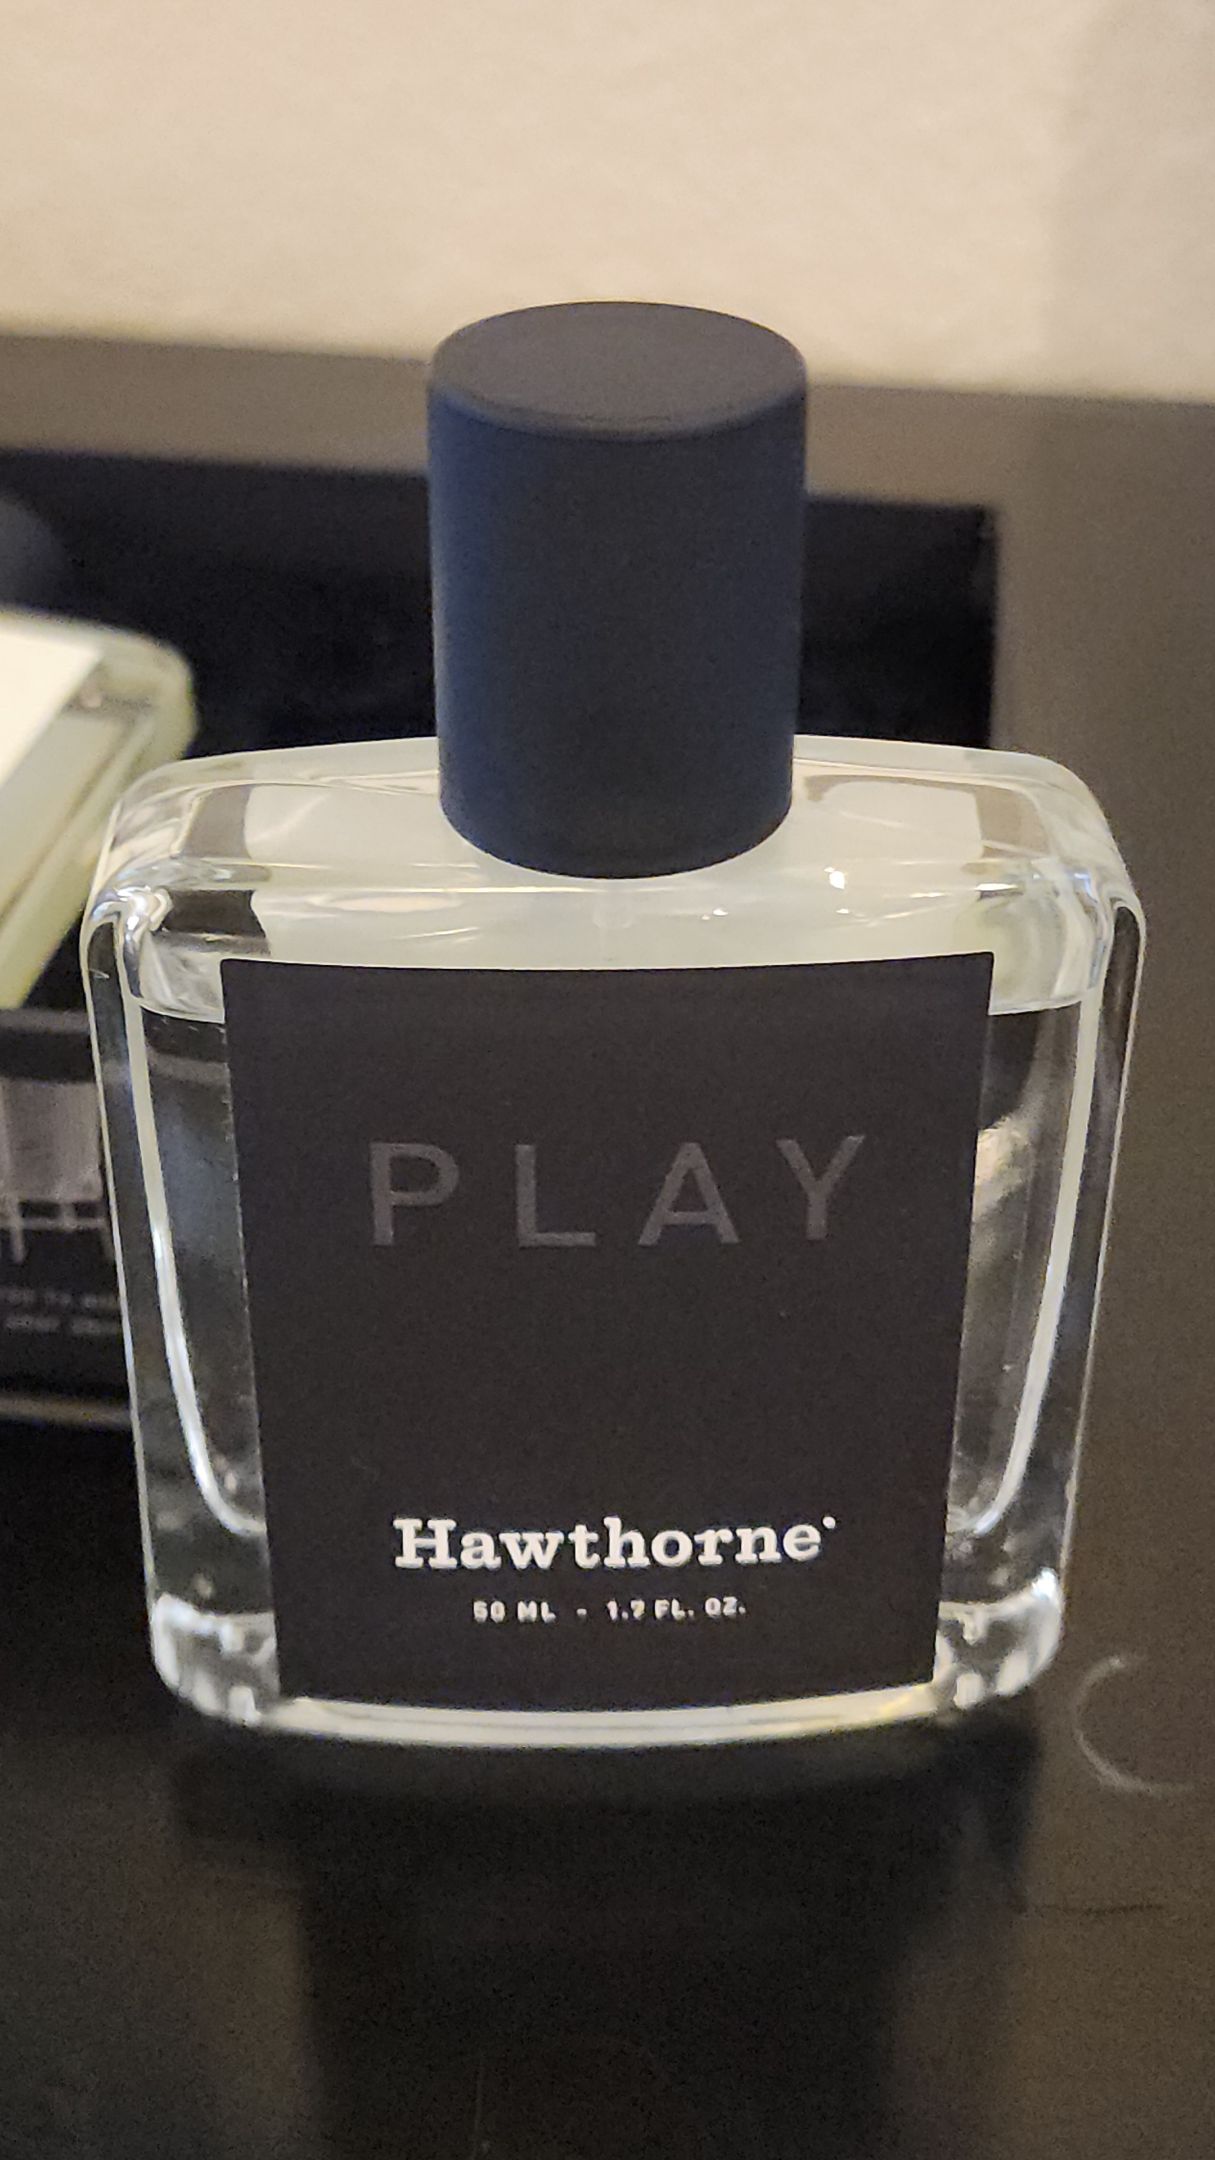 PLAY
Hawthorne
50 ML - 1.7 FL. OZ.